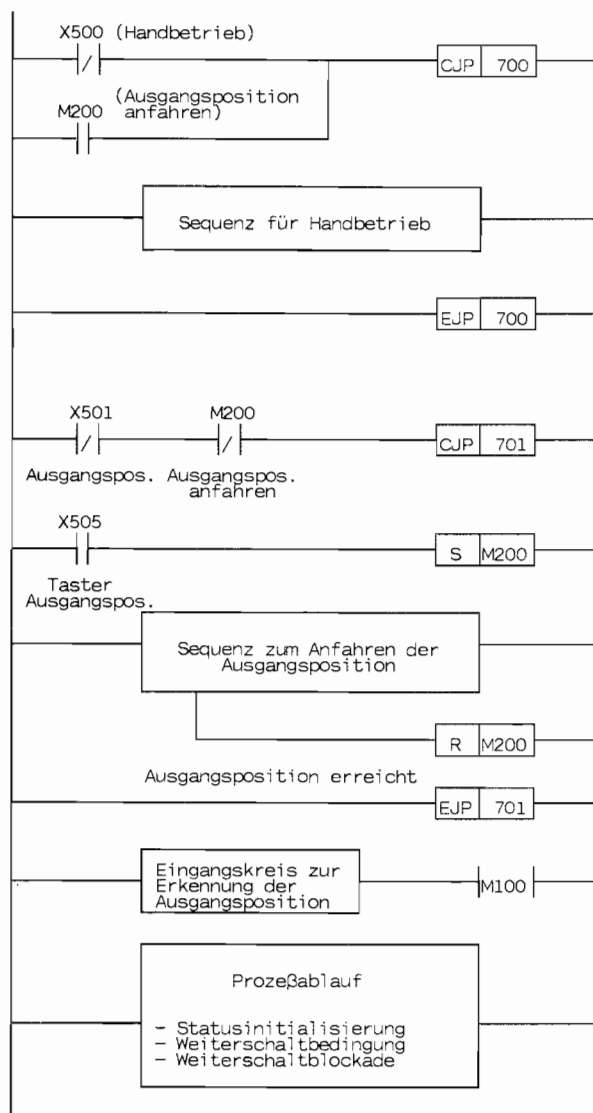 X500 (Handbetrieb)
CJP 700
(Ausgangsposition
anfahren)
M200
Sequenz für Handbetrieb
EJP 700
X501 M200
CJP 701
Ausgangspos. Ausgangspos.
anfahren
X505
S M200
Taster
Ausgangspos.
Sequenz zum Anfahren der
Ausgangsposition
R M200
Ausgangsposition erreicht
EJP 701
Eingangskreis zur
Erkennung der
Ausgangsposition
M100
Prozeßablauf
- Statusinitialisierung
- Weiterschaltbedingung
- Weiterschaltblockade